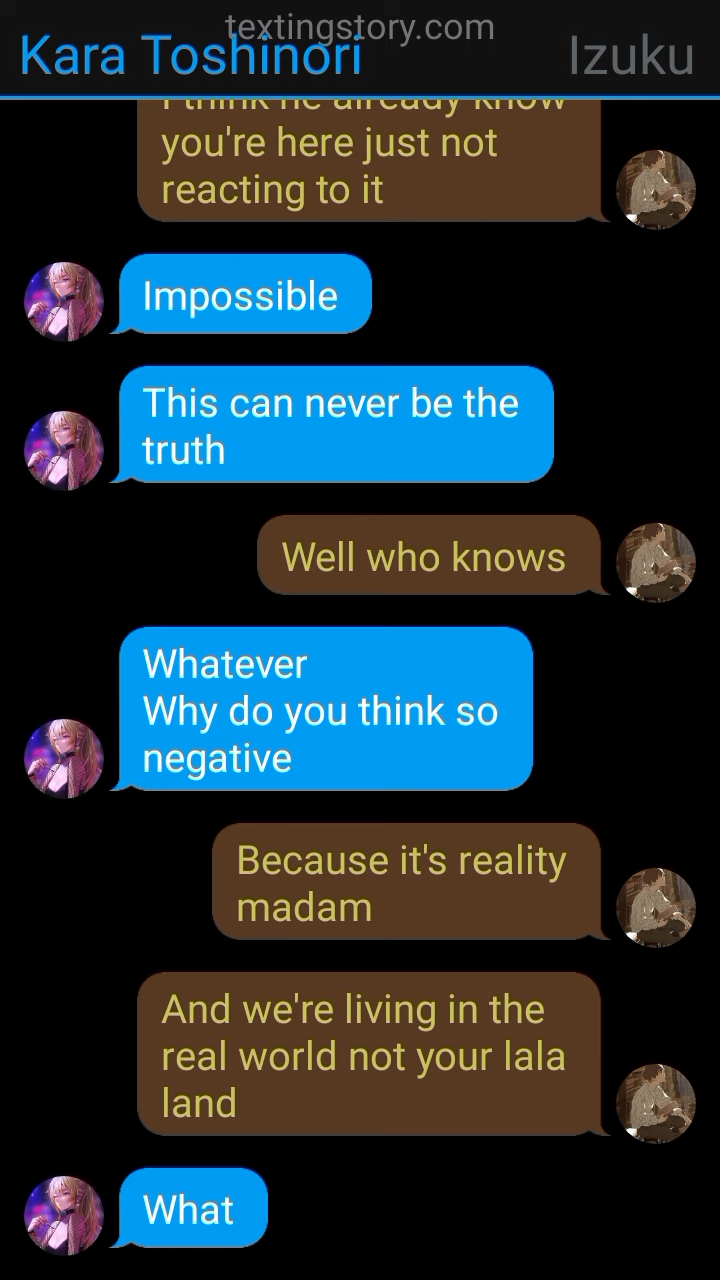 textingstory.com
Kara Toshinori
Izuku
I think he already know
you're here just not
reacting to it
Impossible
This can never be the
truth
Well who knows
Whatever
Why do you think so
negative
Because it's reality
madam
And we're living in the
real world not your lala
land
What